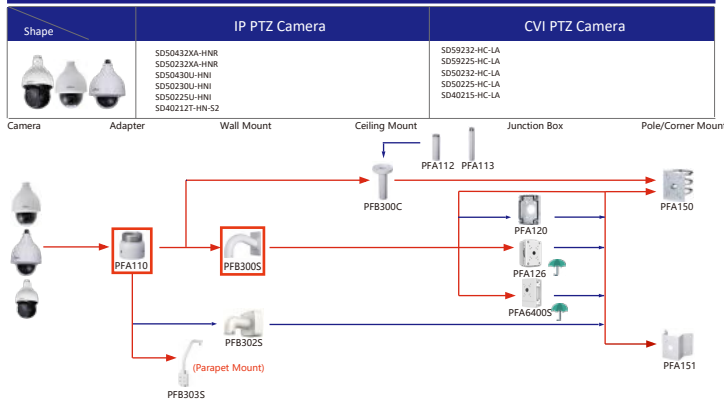 Shape IP PTZ Camera CVI PTZ Camera
SD50432XA-HNR
SD50232XA-HNR
SD50430U-HNI
SD50230U-HNI
SD50225U-HNI
SD40212T-HN-S2
SD59232-HC-LA
SD59225-HC-LA
SD50232-HC-LA
SD50225-HC-LA
SD40215-HC-LA
Camera Adapter Wall Mount Ceiling Mount Junction Box Pole/Corner Mount
PFA112 PFA113
PFB300C
PFA150
PFA120
PFA110
PFB300S
PFA126
PFA6400S
PFB302S
PFA151
(Parapet Mount)
PFB303S